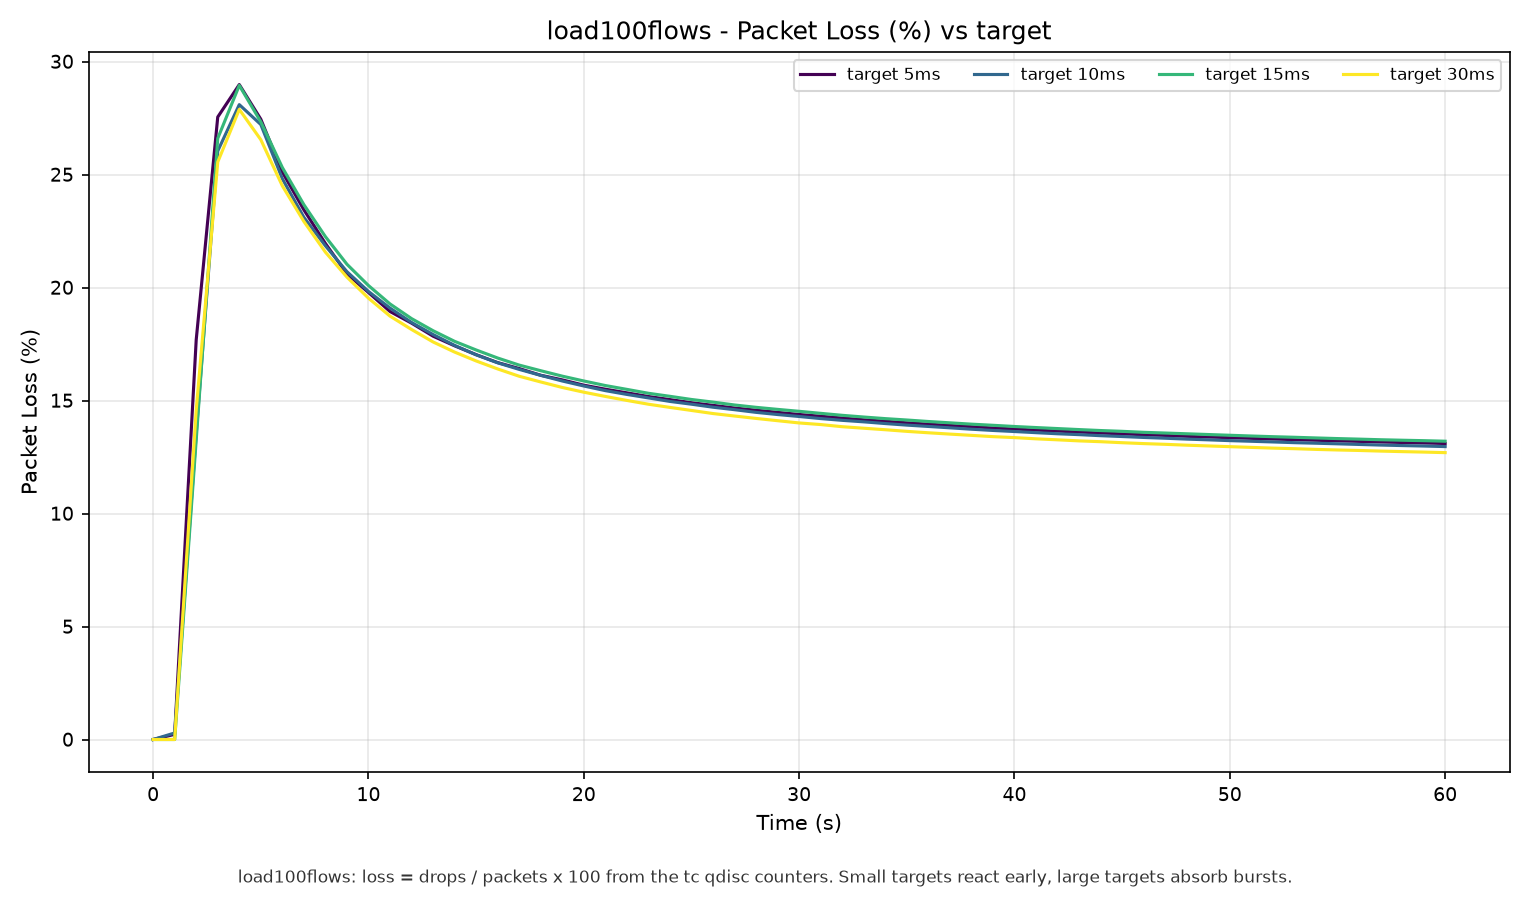 load100flows - Packet Loss (%) vs target
target 5ms target 10ms target 15ms target 30ms
30
25
20
15
10
5
0
Packet Loss (%)
0 10 20 30 40 50 60
Time (s)
load100flows: loss = drops / packets x 100 from the tc qdisc counters. Small targets react early, large targets absorb bursts.